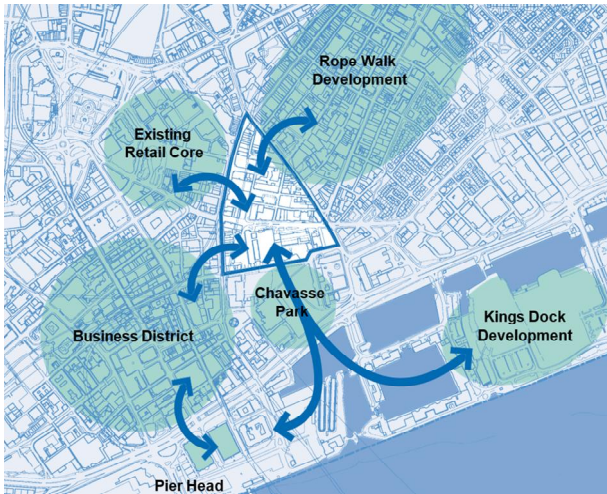 Rope Walk
Development
Existing
Retail Core
Chavasse
Park
Kings Dock
Development
Business District
Pier Head